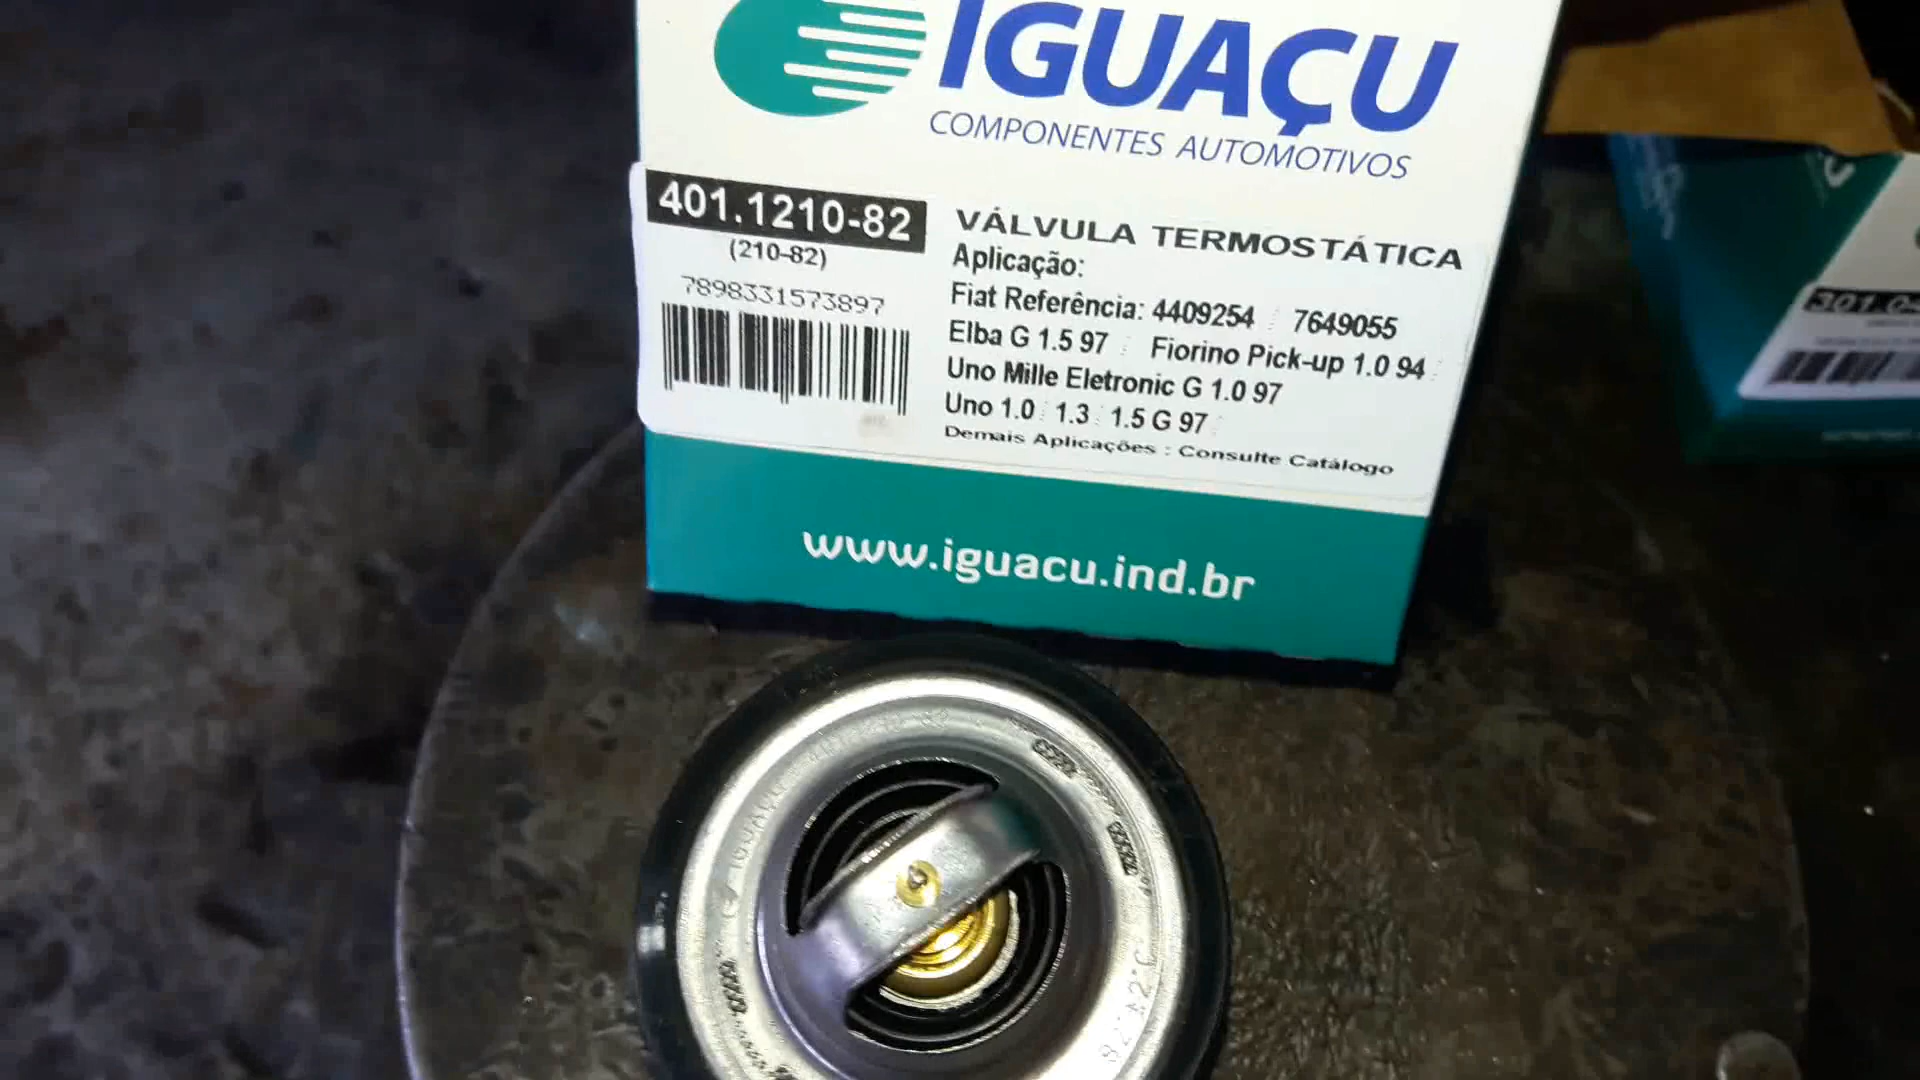 IGUAÇU
COMPONENTES AUTOMOTIVOS
401.1210-82
(210-82)
7898331573897
VÁLVULA TERMOSTÁTICA
Aplicação:
Fiat Referência: 4409254 7649055
Elba G 1.5 97 Fiorino Pick-up 1.0 94
Uno Mille Eletronic G 1.0 97
Uno 1.0 1.3 1.5 G 97
Demais Aplicações : Consulte Catálogo
www.iguacu.ind.br
IGUAÇU